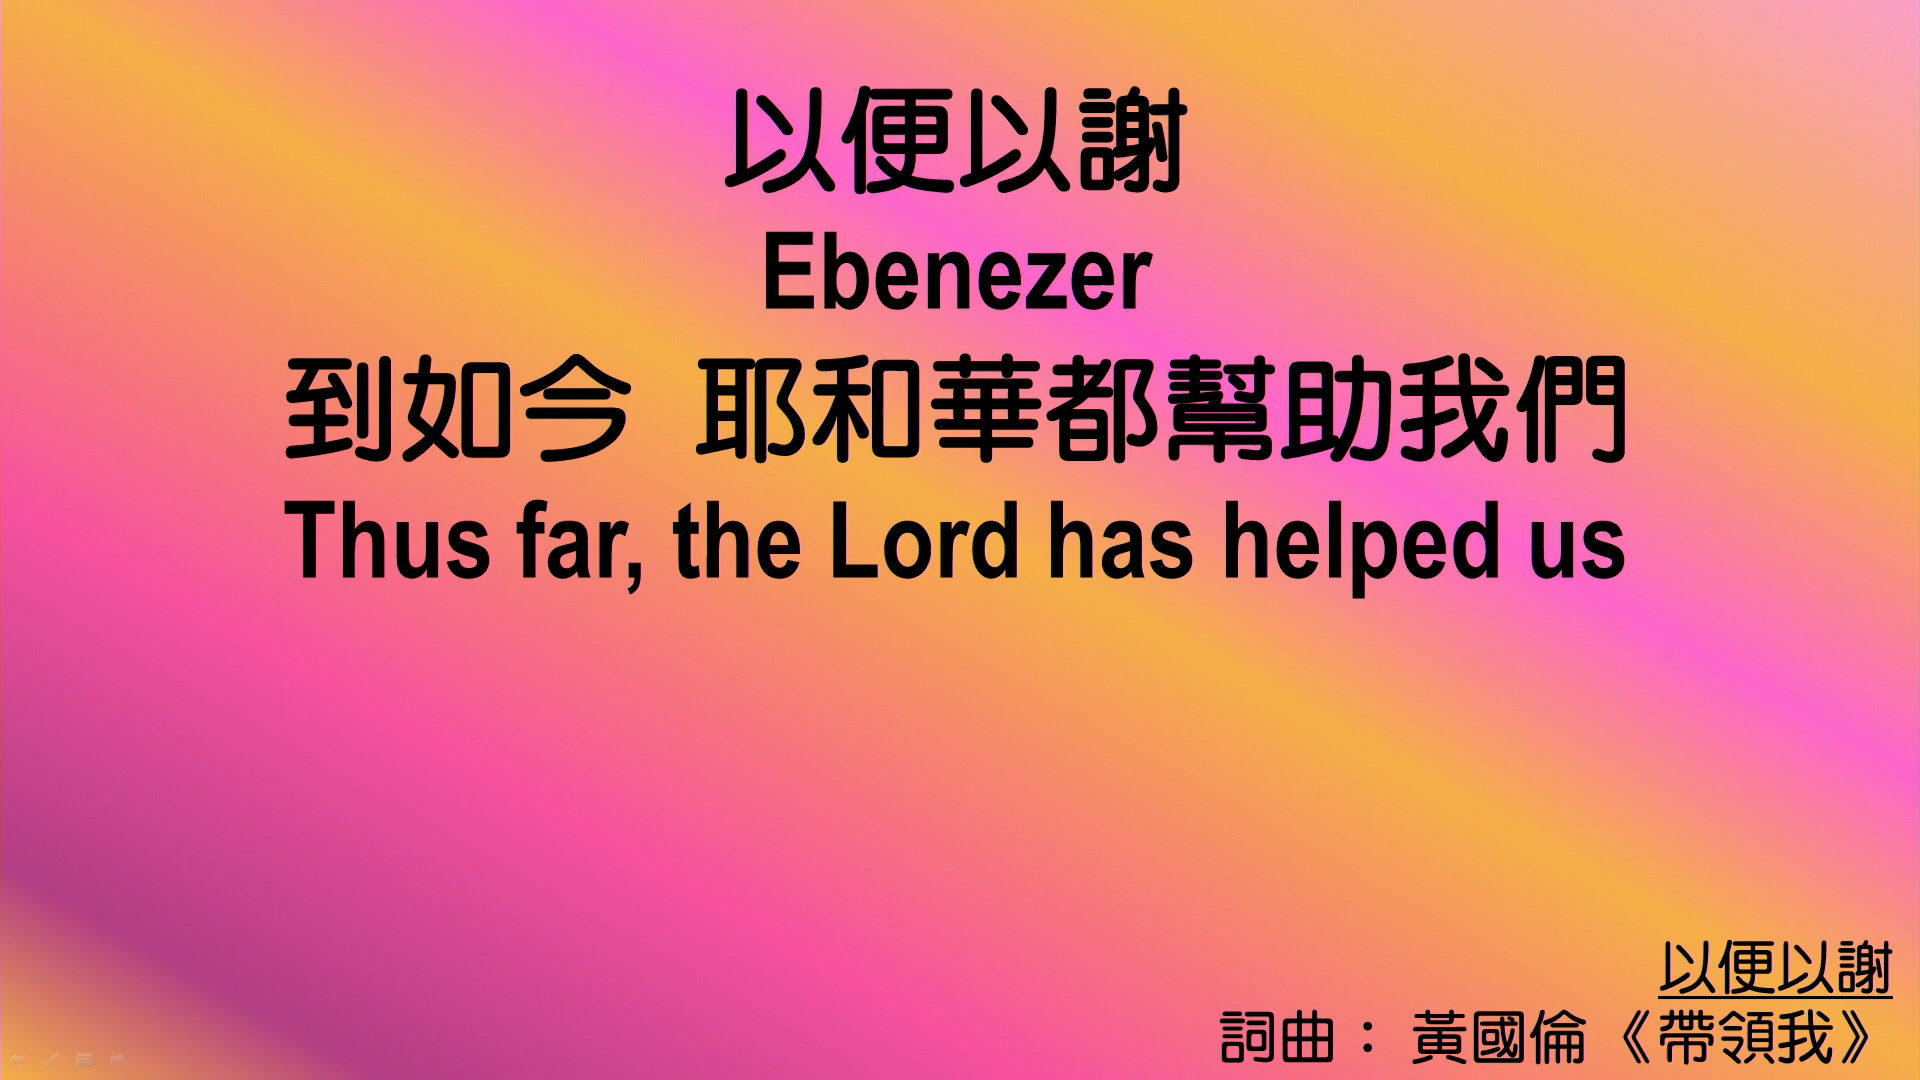 以便以謝
Ebenezer
到如今 耶和華都幫助我們
Thus far, the Lord has helped us
以便以謝
詞曲： 黃國倫《帶領我》